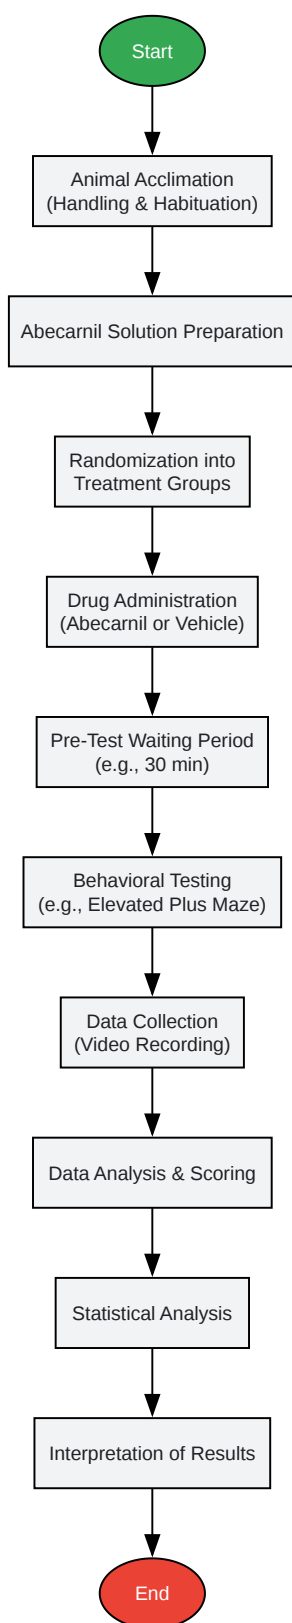 Start
Animal Acclimation
(Handling & Habituation)
Abecarnil Solution Preparation
Randomization into
Treatment Groups
Drug Administration
(Abecarnil or Vehicle)
Pre-Test Waiting Period
(e.g., 30 min)
Behavioral Testing
(e.g., Elevated Plus Maze)
Data Collection
(Video Recording)
Data Analysis & Scoring
Statistical Analysis
Interpretation of Results
End